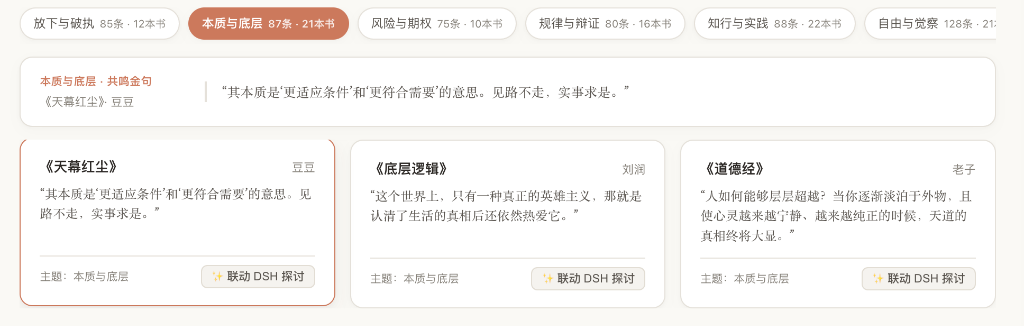 放下与破执 85条 · 12本书
本质与底层 87条 · 21本书
风险与期权 75条 · 10本书
规律与辩证 80条 · 16本书
知行与实践 88条 · 22本书
自由与觉察 128条 · 21
本质与底层 · 共鸣金句
《天幕红尘》· 豆豆
“其本质是‘更适应条件’和‘更符合需要’的意思。见路不走，实事求是。”
《天幕红尘》 豆豆
“其本质是‘更适应条件’和‘更符合需要’的意思。见
路不走，实事求是。”
主题：本质与底层
✨ 联动 DSH 探讨
《底层逻辑》 刘润
“这个世界上，只有一种真正的英雄主义，那就是
认清了生活的真相后还依然热爱它。”
主题：本质与底层
✨ 联动 DSH 探讨
《道德经》 老子
“人如何能够层层超越？当你逐渐淡泊于外物，且
使心灵越来越宁静、越来越纯正的时候，天道的
真相终将大显。”
主题：本质与底层
✨ 联动 DSH 探讨